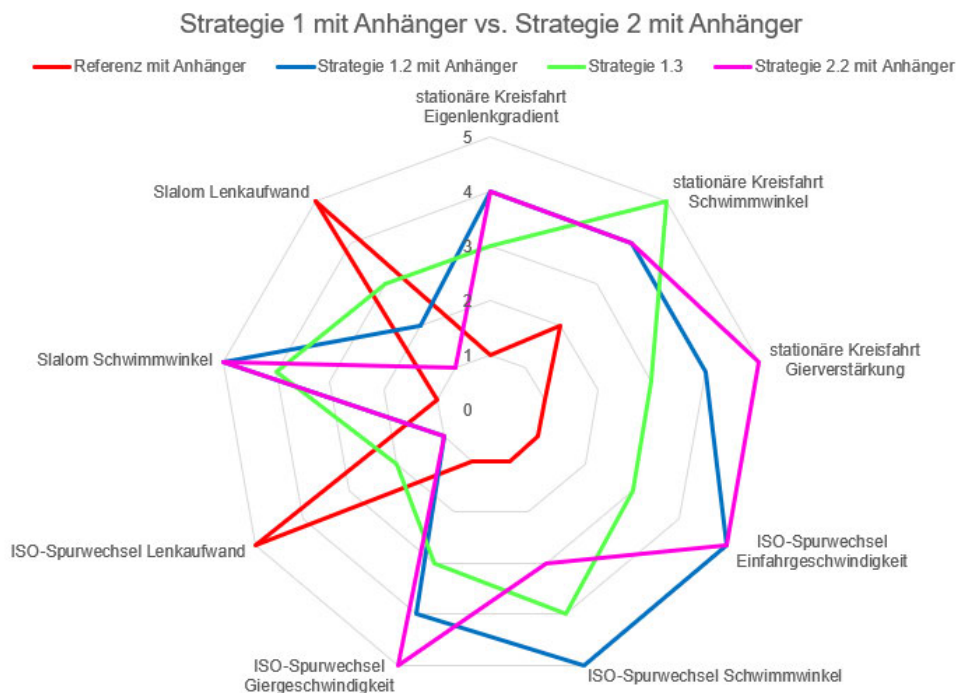 Strategie 1 mit Anhänger vs. Strategie 2 mit Anhänger
Referenz mit Anhänger Strategie 1.2 mit Anhänger Strategie 1.3 Strategie 2.2 mit Anhänger
stationäre Kreisfahrt
Eigenlenkgradient
5
4
3
2
1
0
stationäre Kreisfahrt
Schwimmwinkel
stationäre Kreisfahrt
Gierverstärkung
ISO-Spurwechsel
Einfahrgeschwindigkeit
ISO-Spurwechsel Schwimmwinkel
ISO-Spurwechsel
Giergeschwindigkeit
ISO-Spurwechsel Lenkaufwand
Slalom Schwimmwinkel
Slalom Lenkaufwand